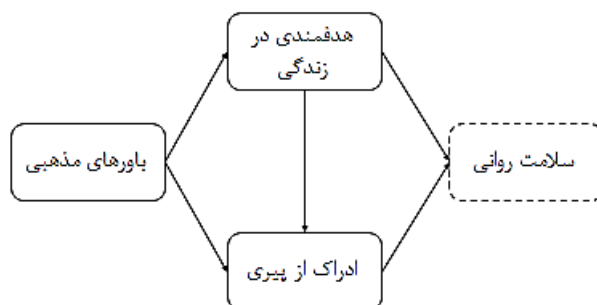 هدفمندی در
زندگی
باورهای مذهبی
سلامت روانی
ادراک از پیری